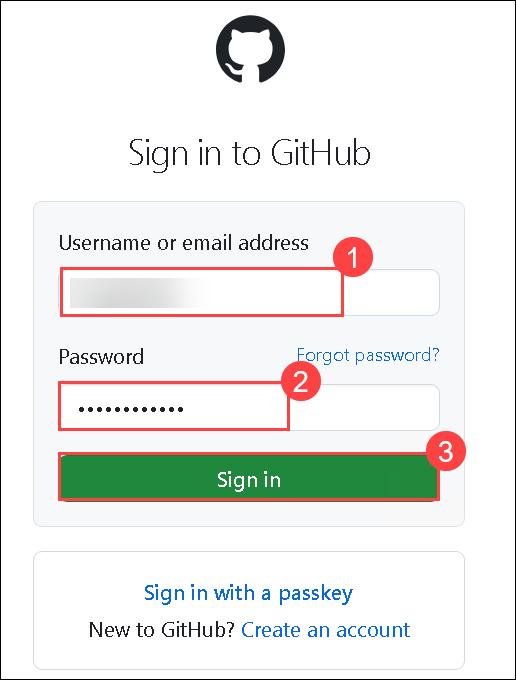 Sign in to GitHub
Username or email address
1
Password
Forgot password?
2
••••••••••••
3
Sign in
Sign in with a passkey
New to GitHub? Create an account